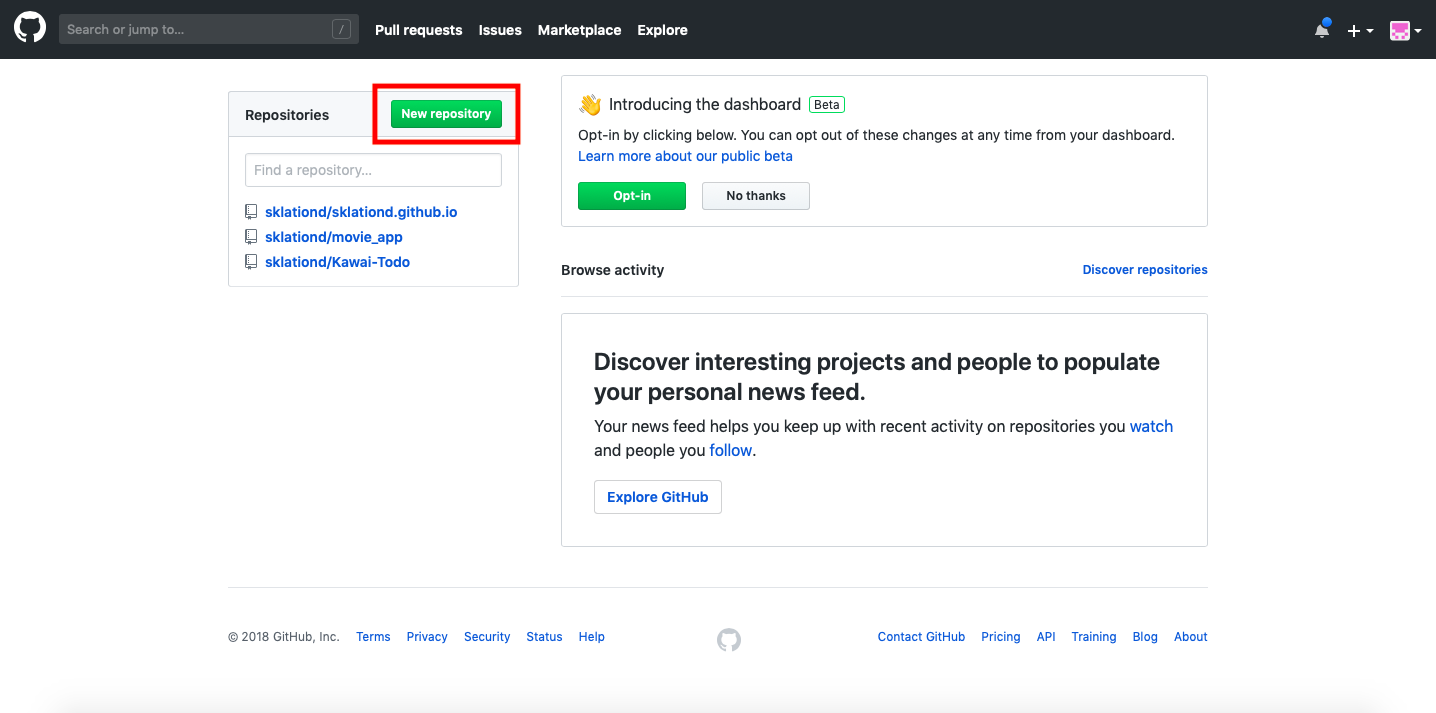 Search or jump to...
/
Pull requests
Issues
Marketplace
Explore
Repositories
New repository
Find a repository...
sklationd/sklationd.github.io
sklationd/movie_app
sklationd/Kawai-Todo
Introducing the dashboard Beta
Opt-in by clicking below. You can opt out of these changes at any time from your dashboard.
Learn more about our public beta
Opt-in
No thanks
Browse activity
Discover repositories
Discover interesting projects and people to populate
your personal news feed.
Your news feed helps you keep up with recent activity on repositories you watch
and people you follow.
Explore GitHub
© 2018 GitHub, Inc.
Terms
Privacy
Security
Status
Help
Contact GitHub
Pricing
API
Training
Blog
About